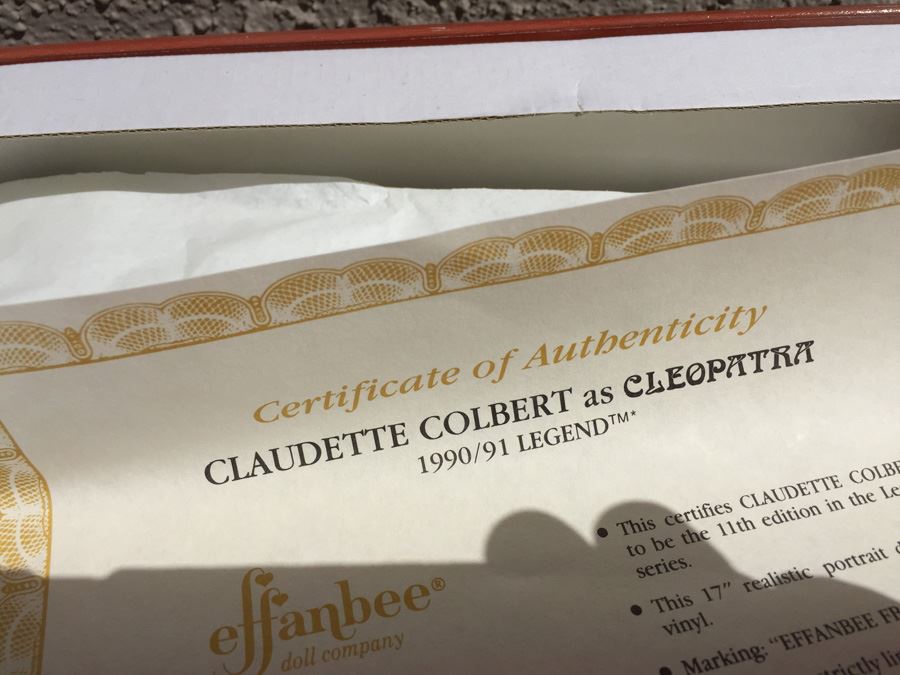 Certificate of Authenticity
CLAUDETTE COLBERT as CLEOPATRA
1990/91 LEGEND™*
effanbee®
doll company
• This certifies CLAUDETTE
to be the 11th edition in the
series.
• This 17" realistic portrait
vinyl.
• Marking: "EFFANBEE